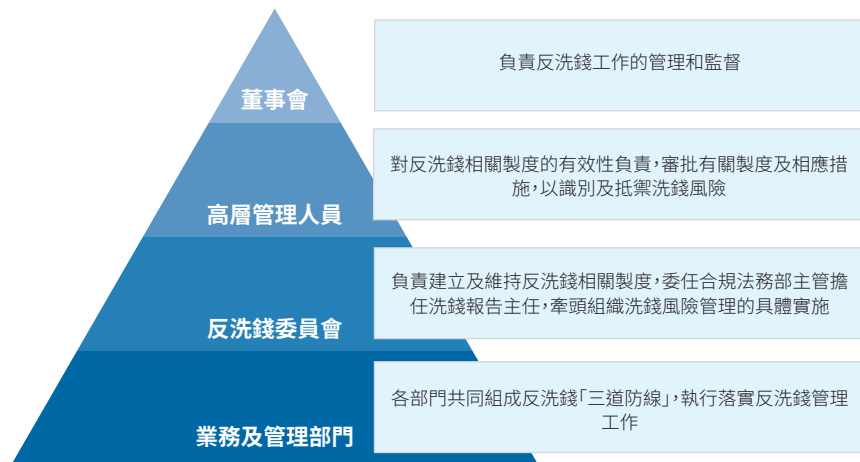 董事會
負責反洗錢工作的管理和監督
高層管理人員
對反洗錢相關製度的有效性負責，審批有關製度及相應措
施，以識別及抵禦洗錢風險
反洗錢委員會
負責建立及維持反洗錢相關製度，委任合規法務部主管擔
任洗錢報告主任，牽頭組織洗錢風險管理的具體實施
業務及管理部門
各部門共同組成反洗錢「三道防線」，執行落實反洗錢管理
工作